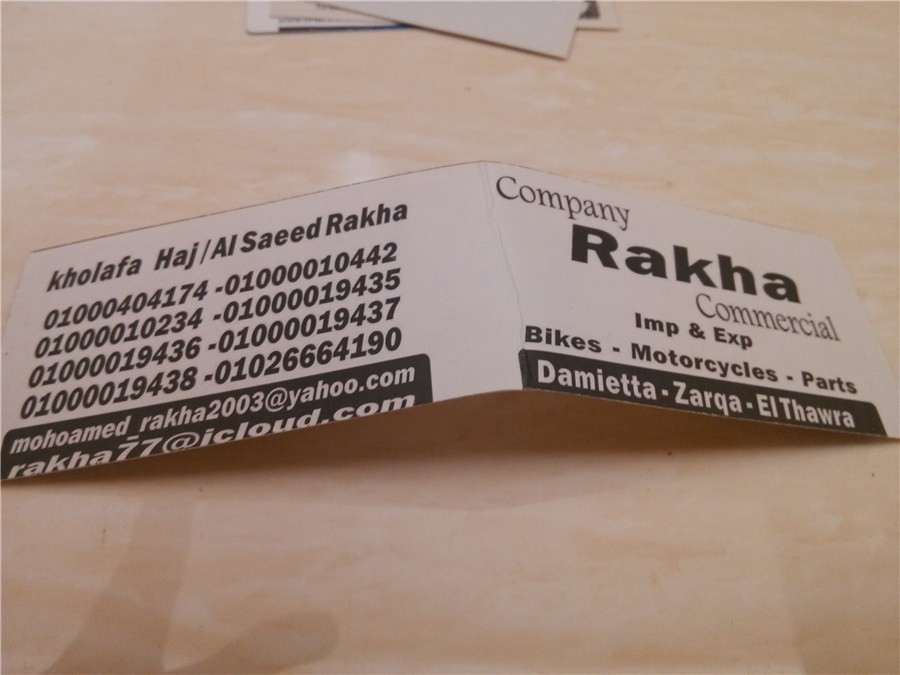 kholafa Haj / Al Saeed Rakha
01000404174 - 01000010442
01000010234 - 01000019435
01000019436 - 01000019437
01000019438 - 01026664190
mohoamed_rakha2003@yahoo.com
rakha77@icloud.com
Company
Rakha
Commercial
Imp & Exp
Bikes - Motorcycles - Parts
Damietta - Zarqa - El Thawra